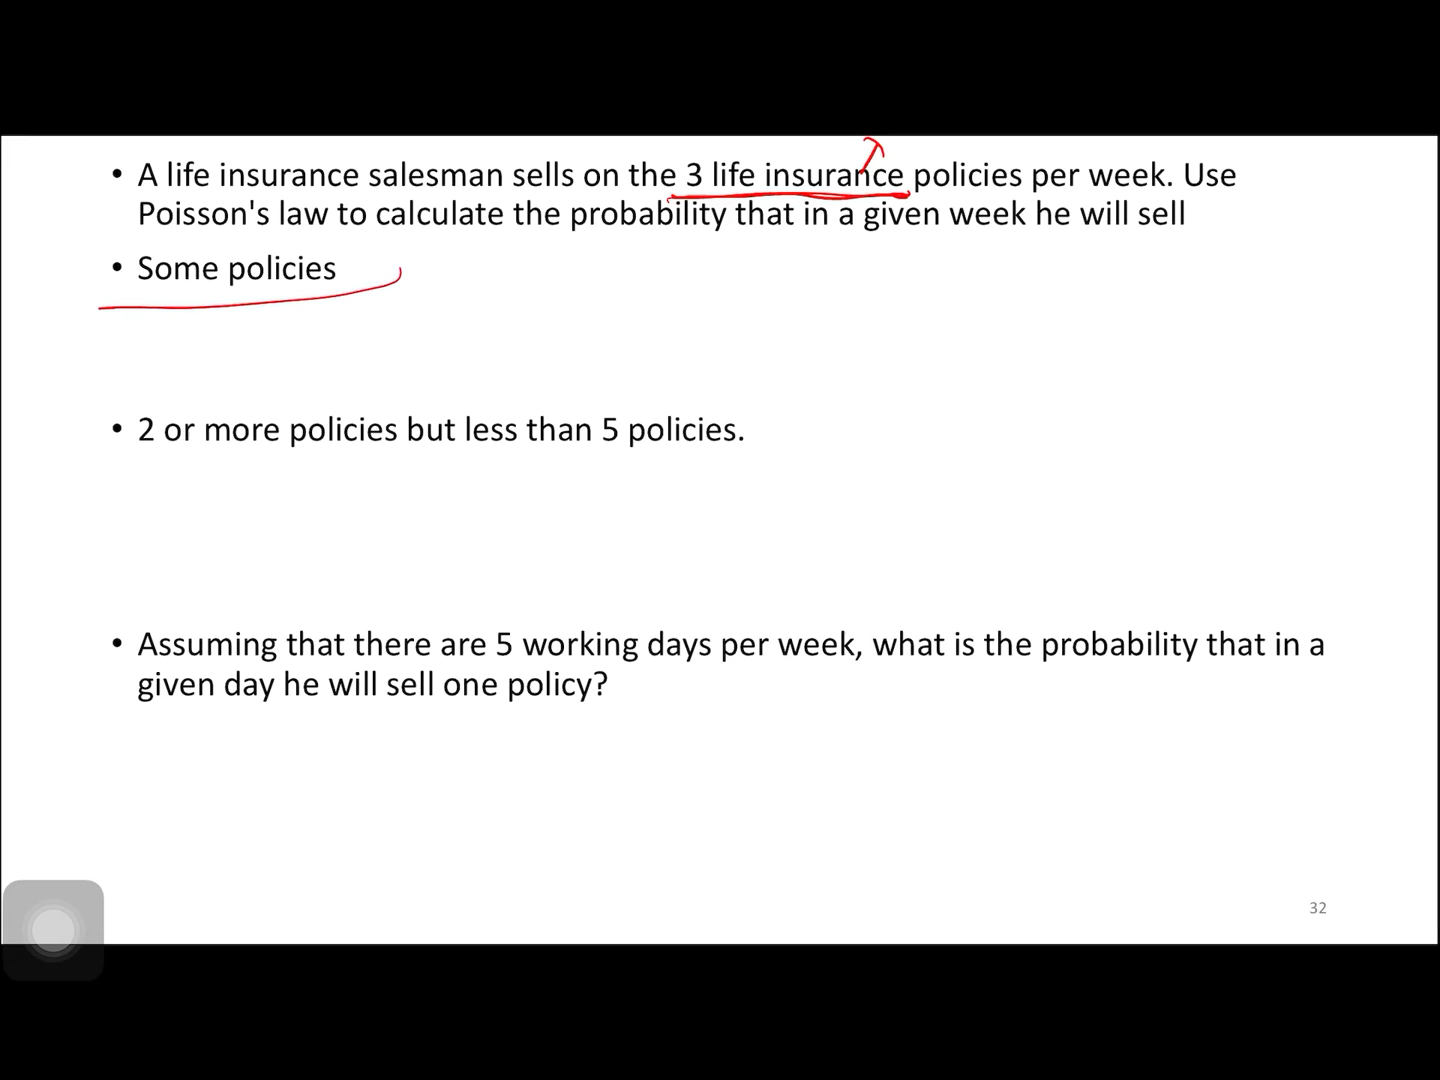 • A life insurance salesman sells on the 3 life insurance policies per week. Use
Poisson's law to calculate the probability that in a given week he will sell
• Some policies
• 2 or more policies but less than 5 policies.
• Assuming that there are 5 working days per week, what is the probability that in a
given day he will sell one policy?
32